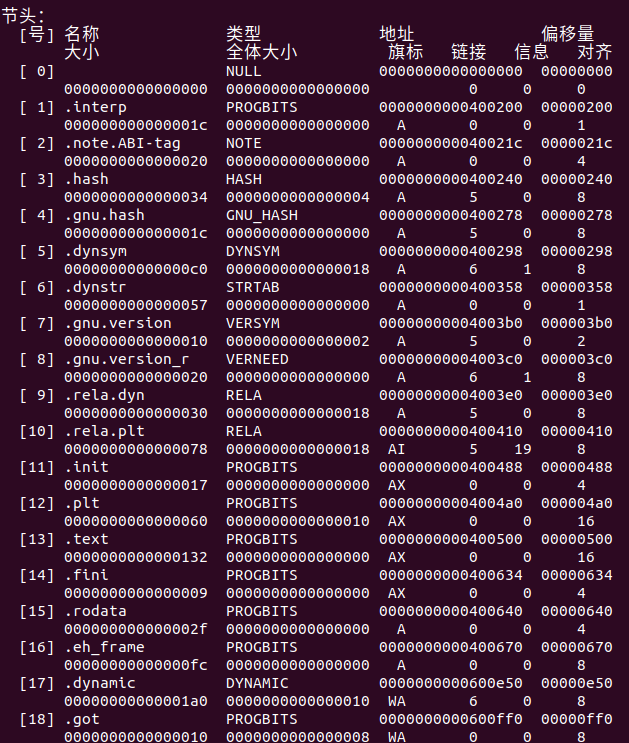 节头:
[号] 名称 类型 地址 偏移量
大小 全体大小 旗标 链接 信息 对齐
[ 0] NULL 0000000000000000 00000000
0000000000000000 0000000000000000 0 0 0
[ 1] .interp PROGBITS 0000000000400200 00000200
000000000000001c 0000000000000000 A 0 0 1
[ 2] .note.ABI-tag NOTE 000000000040021c 0000021c
0000000000000020 0000000000000000 A 0 0 4
[ 3] .hash HASH 0000000000400240 00000240
0000000000000034 0000000000000004 A 5 0 8
[ 4] .gnu.hash GNU_HASH 0000000000400278 00000278
000000000000001c 0000000000000000 A 5 0 8
[ 5] .dynsym DYNSYM 0000000000400298 00000298
00000000000000c0 0000000000000018 A 6 1 8
[ 6] .dynstr STRTAB 0000000000400358 00000358
0000000000000057 0000000000000000 A 0 0 1
[ 7] .gnu.version VERSYM 00000000004003b0 000003b0
0000000000000010 0000000000000002 A 5 0 2
[ 8] .gnu.version_r VERNEED 00000000004003c0 000003c0
0000000000000020 0000000000000000 A 6 1 8
[ 9] .rela.dyn RELA 00000000004003e0 000003e0
0000000000000030 0000000000000018 A 5 0 8
[10] .rela.plt RELA 0000000000400410 00000410
0000000000000078 0000000000000018 AI 5 19 8
[11] .init PROGBITS 0000000000400488 00000488
0000000000000017 0000000000000000 AX 0 0 4
[12] .plt PROGBITS 00000000004004a0 000004a0
0000000000000060 0000000000000010 AX 0 0 16
[13] .text PROGBITS 0000000000400500 00000500
0000000000000132 0000000000000000 AX 0 0 16
[14] .fini PROGBITS 0000000000400634 00000634
0000000000000009 0000000000000000 AX 0 0 4
[15] .rodata PROGBITS 0000000000400640 00000640
000000000000002f 0000000000000000 A 0 0 4
[16] .eh_frame PROGBITS 0000000000400670 00000670
00000000000000fc 0000000000000000 A 0 0 8
[17] .dynamic DYNAMIC 0000000000600e50 00000e50
00000000000001a0 0000000000000010 WA 6 0 8
[18] .got PROGBITS 0000000000600ff0 00000ff0
0000000000000010 0000000000000008 WA 0 0 8